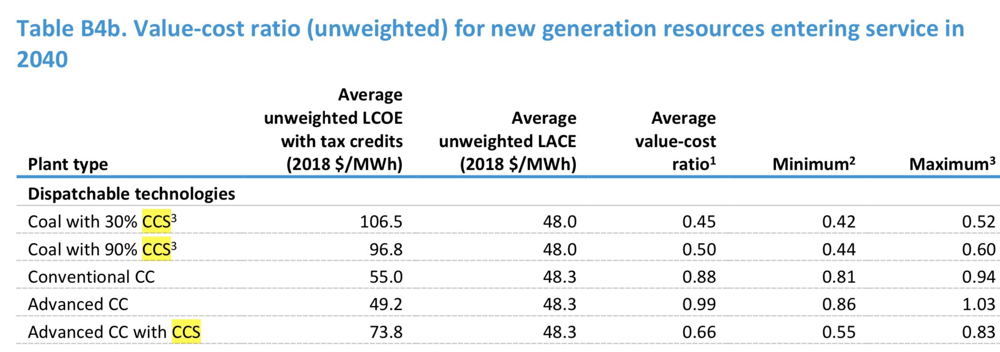 Table B4b. Value-cost ratio (unweighted) for new generation resources entering service in
2040
Plant type Average unweighted LCOE with tax credits (2018 $/MWh) Average unweighted LACE (2018 $/MWh) Average value-cost ratio¹ Minimum² Maximum³
Dispatchable technologies
Coal with 30% CCS³ 106.5 48.0 0.45 0.42 0.52
Coal with 90% CCS³ 96.8 48.0 0.50 0.44 0.60
Conventional CC 55.0 48.3 0.88 0.81 0.94
Advanced CC 49.2 48.3 0.99 0.86 1.03
Advanced CC with CCS 73.8 48.3 0.66 0.55 0.83